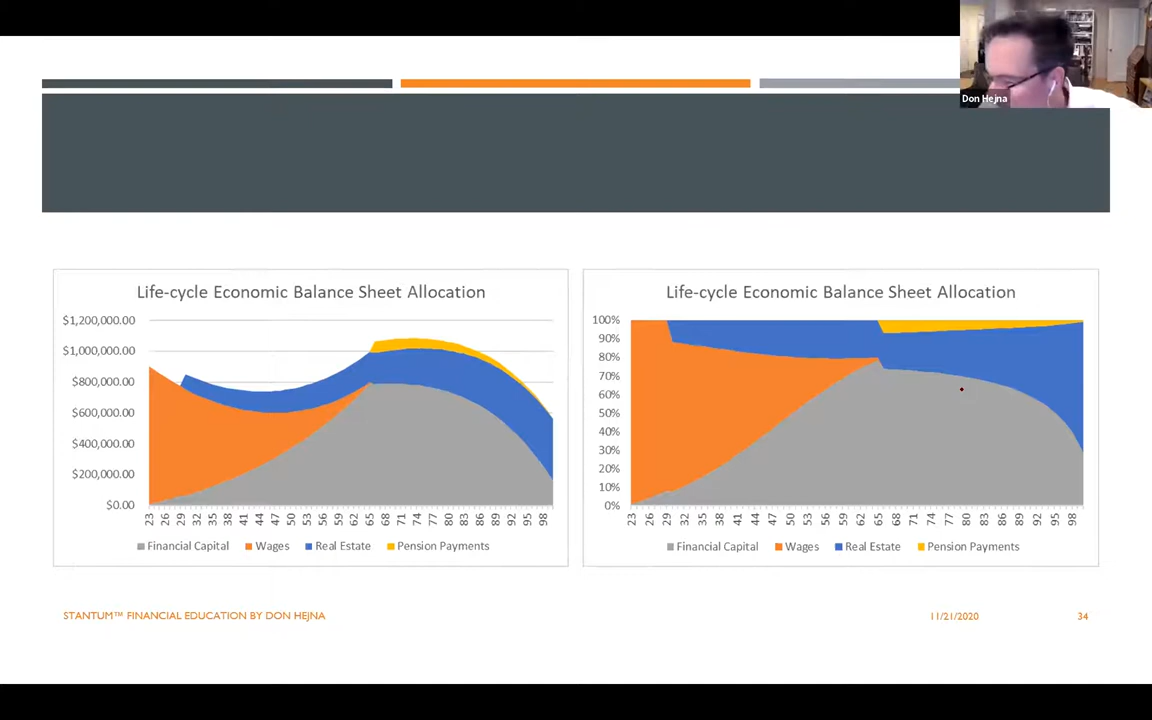 Don Hejna
Life-cycle Economic Balance Sheet Allocation
$1,200,000.00
$1,000,000.00
$800,000.00
$600,000.00
$400,000.00
$200,000.00
$0.00
23 26 29 32 35 38 41 44 47 50 53 56 59 62 65 68 71 74 77 80 83 86 89 92 95 98
Financial Capital Wages Real Estate Pension Payments
Life-cycle Economic Balance Sheet Allocation
100%
90%
80%
70%
60%
50%
40%
30%
20%
10%
0%
23 26 29 32 35 38 41 44 47 50 53 56 59 62 65 68 71 74 77 80 83 86 89 92 95 98
Financial Capital Wages Real Estate Pension Payments
STANTUM™ FINANCIAL EDUCATION BY DON HEJNA
11/21/2020
34